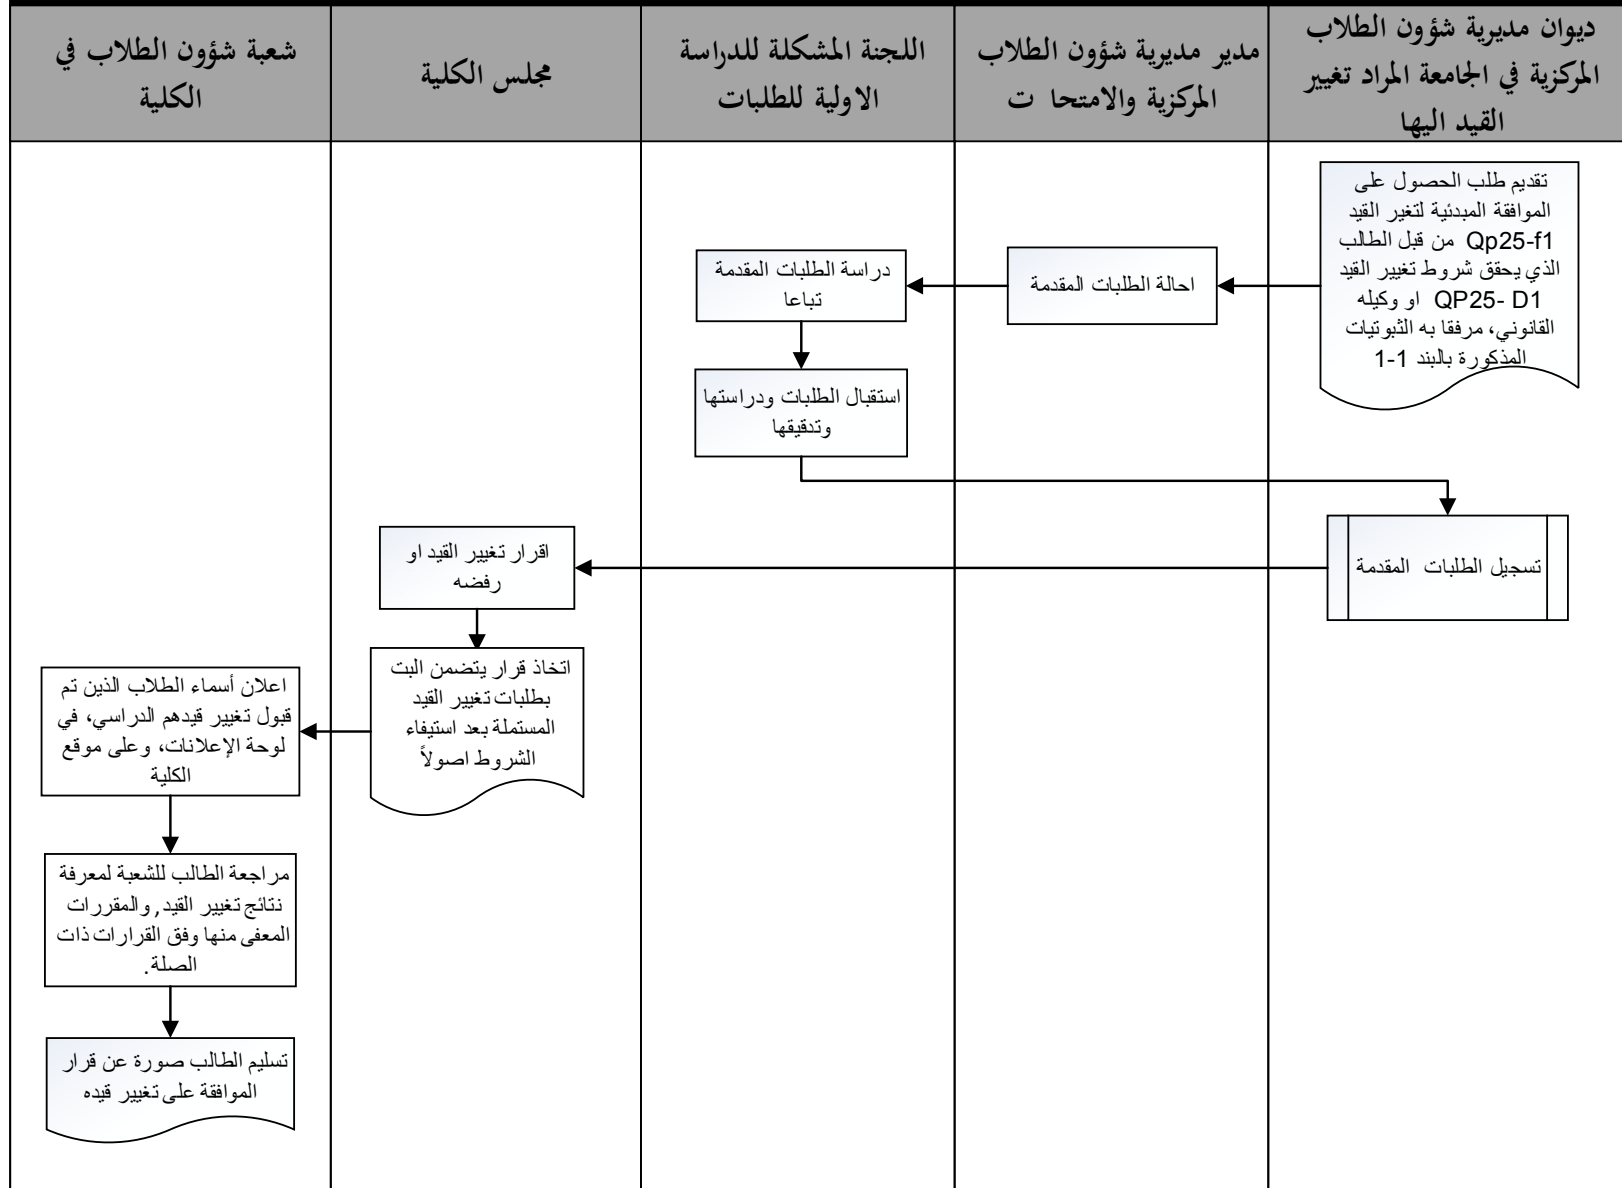 ديوان مديرية شؤون الطلاب
المركزية في الجامعة المراد تغيير
القيد اليها
مدير مديرية شؤون الطلاب
المركزية والامتحا ت
اللجنة المشكلة للدراسة
الاولية للطلبات
مجلس الكلية
شعبة شؤون الطلاب في
الكلية
تقديم طلب الحصول على
الموافقة المبدئية لتغير القيد
Qp25-f1 من قبل الطالب
الذي يحقق شروط تغيير القيد
QP25- D1 او وكيله
القانوني، مرفقا به الثبوتيات
المذكورة بالبند 1-1
احالة الطلبات المقدمة
دراسة الطلبات المقدمة
تباعا
استقبال الطلبات ودراستها
وتدقيقها
تسجيل الطلبات المقدمة
اقرار تغيير القيد او
رفضه
اتخاذ قرار يتضمن البت
بطلبات تغيير القيد
المستملة بعد استيفاء
الشروط اصولاً
اعلان أسماء الطلاب الذين تم
قبول تغيير قيدهم الدراسي، في
لوحة الإعلانات، وعلى موقع
الكلية
مراجعة الطالب للشعبة لمعرفة
نتائج تغيير القيد, والمقررات
المعفى منها وفق القرارات ذات
الصلة.
تسليم الطالب صورة عن قرار
الموافقة على تغيير قيده